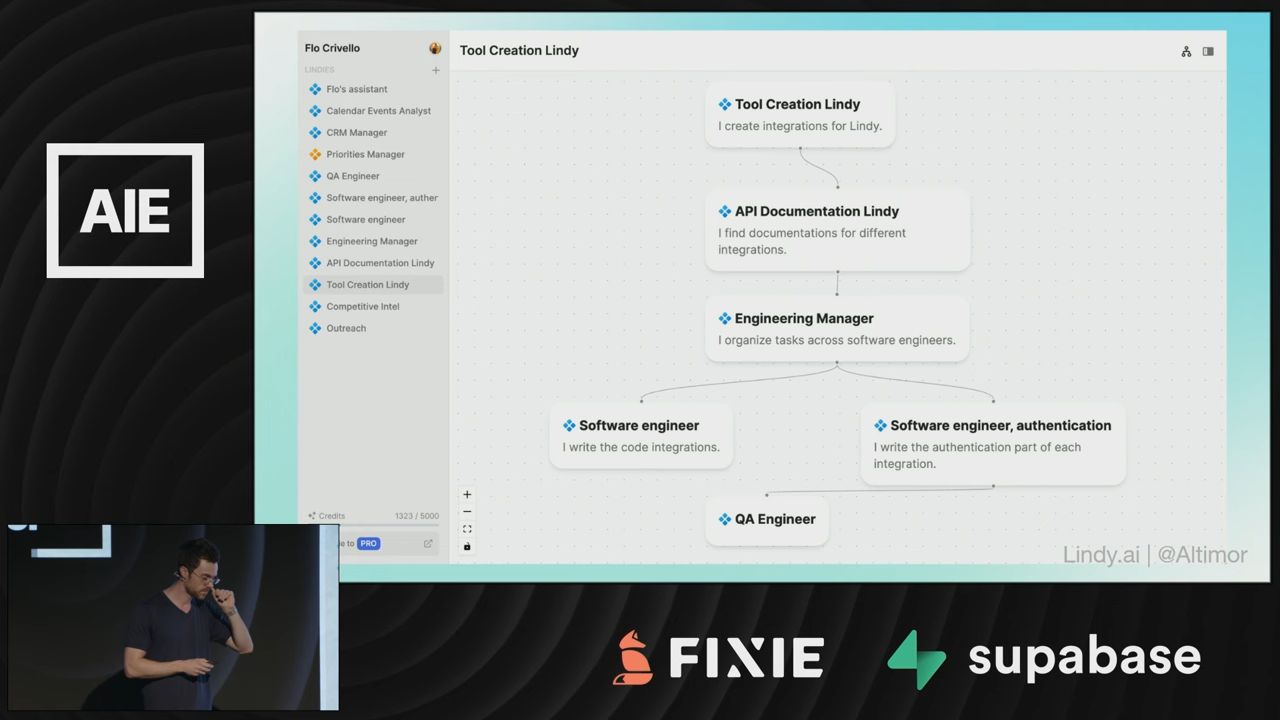 AIE
Flo Crivello
LINDIES
Flo's assistant
Calendar Events Analyst
CRM Manager
Priorities Manager
QA Engineer
Software engineer, auther
Software engineer
Engineering Manager
API Documentation Lindy
Tool Creation Lindy
Competitive Intel
Outreach
Credits 1323 / 5000
to PRO
Tool Creation Lindy
Tool Creation Lindy
I create integrations for Lindy.
API Documentation Lindy
I find documentations for different
integrations.
Engineering Manager
I organize tasks across software engineers.
Software engineer
I write the code integrations.
Software engineer, authentication
I write the authentication part of each
integration.
QA Engineer
Lindy.ai | @Altimor
FIXIE
supabase